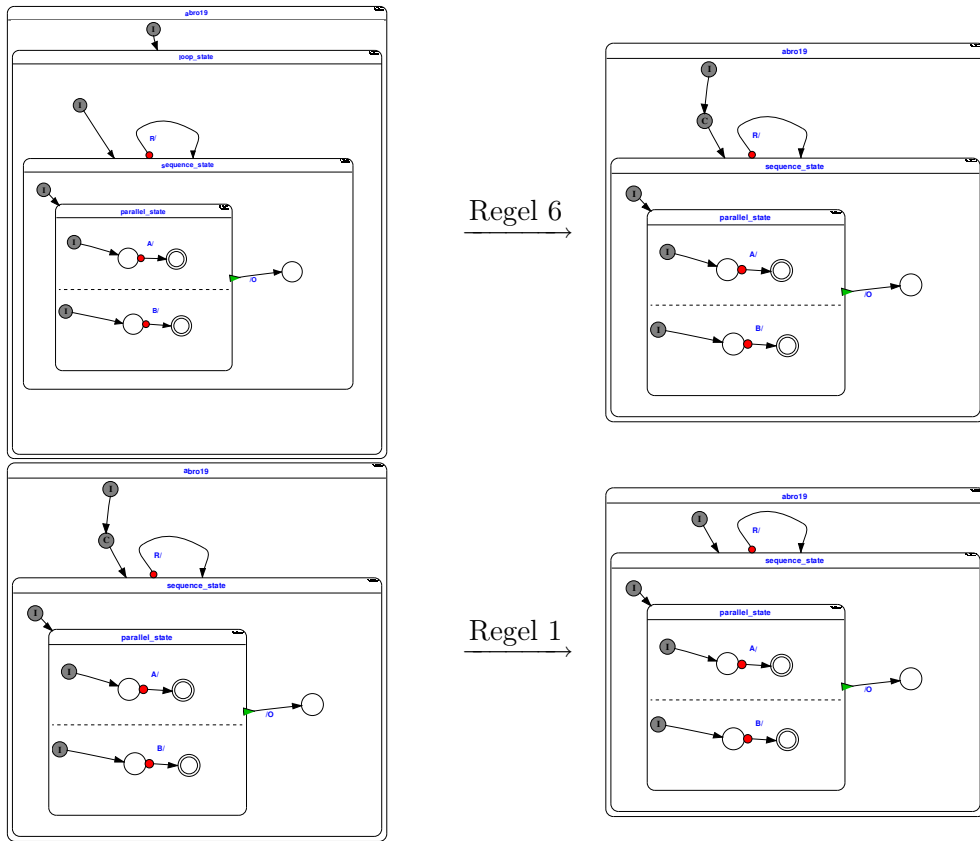 abro19
I
loop_state
I
R/
sequence_state
I
parallel_state
I
A/
/O
I
B/
Regel 6
abro19
I
C
R/
sequence_state
I
parallel_state
I
A/
/O
I
B/
abro19
I
C
R/
sequence_state
I
parallel_state
I
A/
/O
I
B/
Regel 1
abro19
I
R/
sequence_state
I
parallel_state
I
A/
/O
I
B/